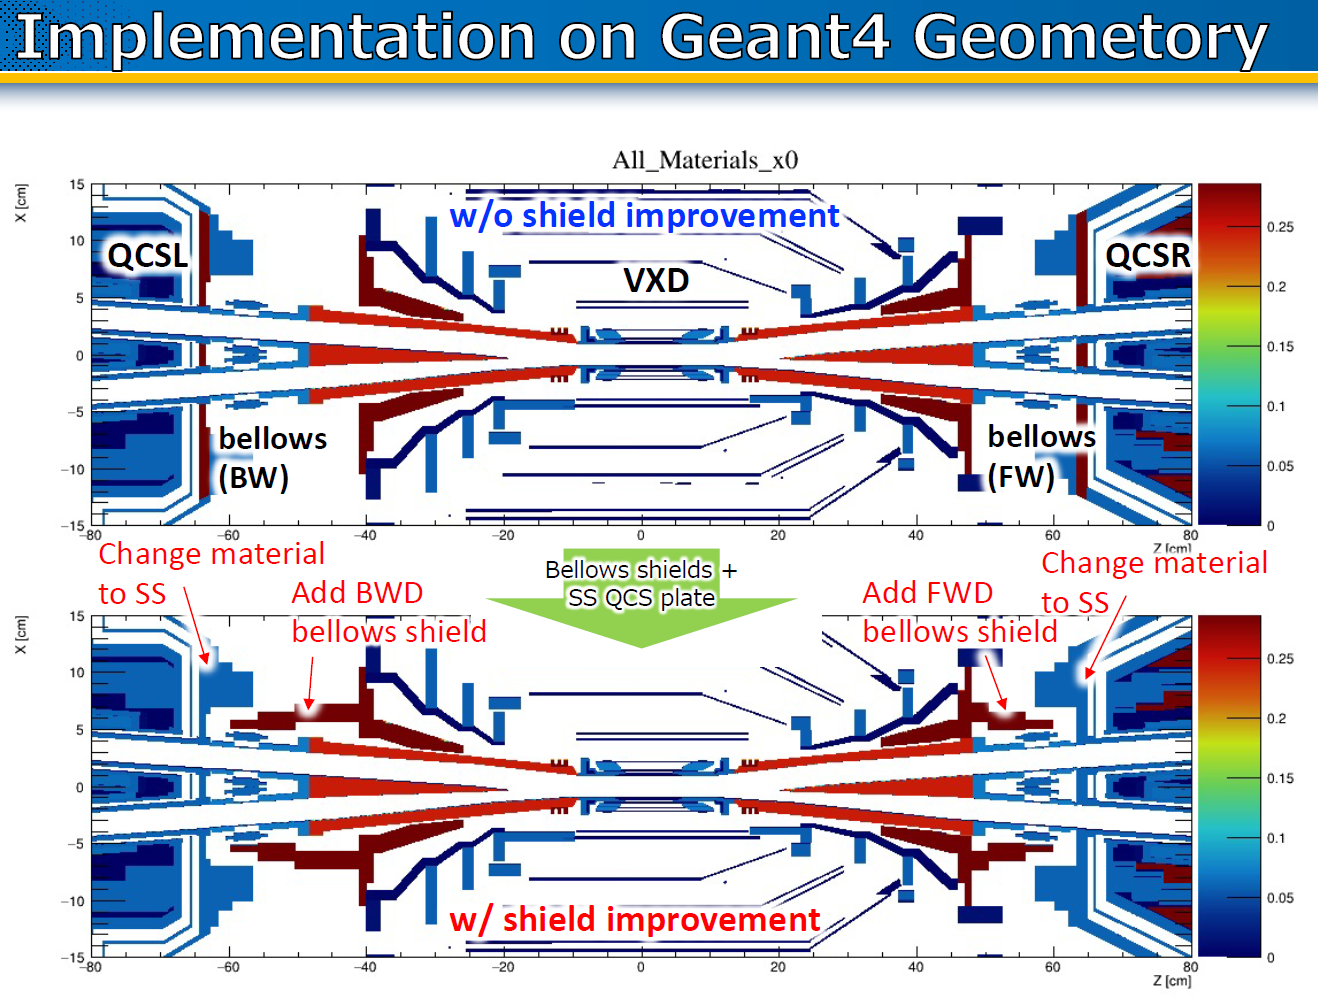 Implementation on Geant4 Geometory
All_Materials_x0
X [cm]
15
10
5
0
−5
−10
−15
w/o shield improvement
QCSL
VXD
QCSR
bellows
(BW)
bellows
(FW)
0.25
0.2
0.15
0.1
0.05
0
−80
−60
−40
−20
0
20
40
60
80
Z [cm]
Change material
to SS
Add BWD
bellows shield
Bellows shields +
SS QCS plate
Add FWD
bellows shield
Change material
to SS
X [cm]
15
10
5
0
−5
−10
−15
w/ shield improvement
0.25
0.2
0.15
0.1
0.05
0
−80
−60
−40
−20
0
20
40
60
80
Z [cm]